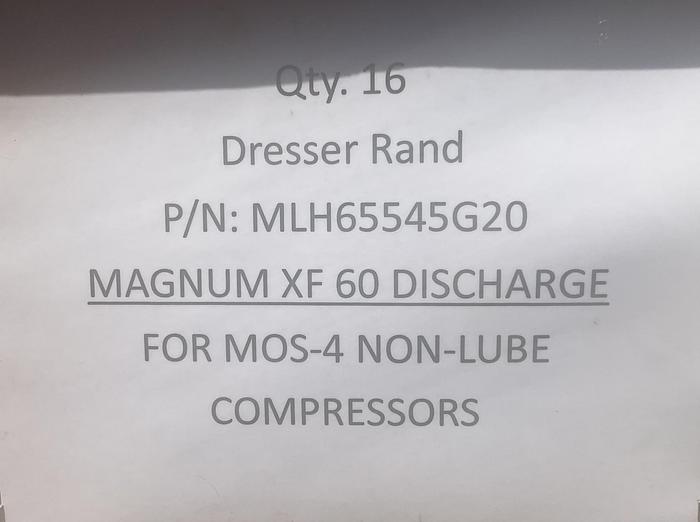 Qty. 16
Dresser Rand
P/N: MLH65545G20
MAGNUM XF 60 DISCHARGE
FOR MOS-4 NON-LUBE
COMPRESSORS